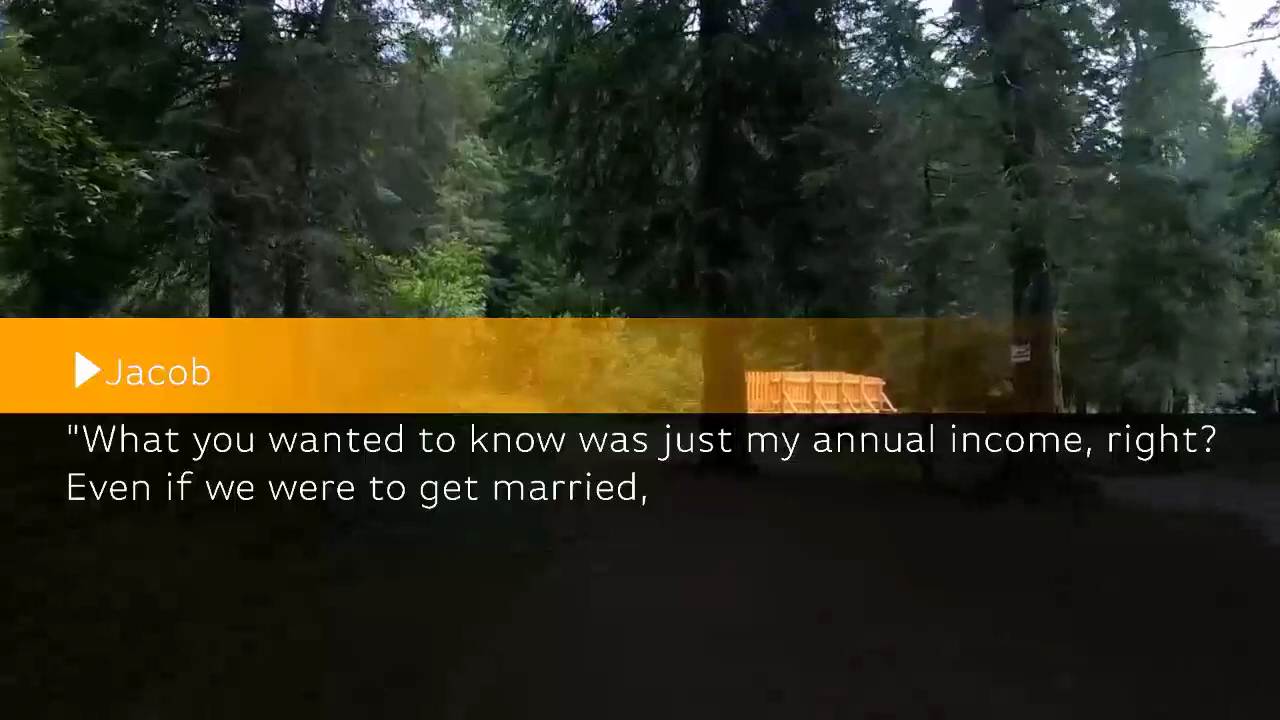 Jacob
"What you wanted to know was just my annual income, right?
Even if we were to get married,